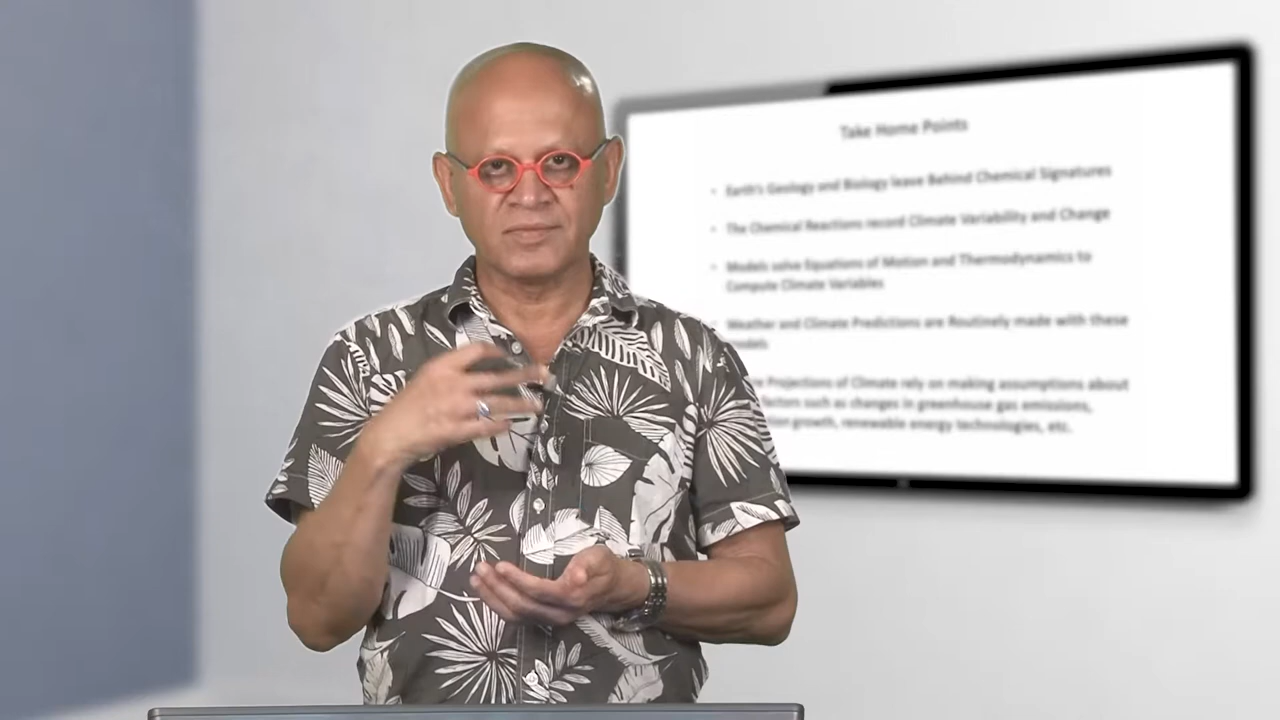 Take Home Points
• Earth's Geology and Biology leave Behind Chemical Signatures
• The Chemical Reactions record Climate Variability and Change
• Models solve Equations of Motion and Thermodynamics to
Compute Climate Variables
Weather and Climate Predictions are Routinely made with these
odels
re Projections of Climate rely on making assumptions about
such as changes in greenhouse gas emissions,
growth, renewable energy technologies, etc.